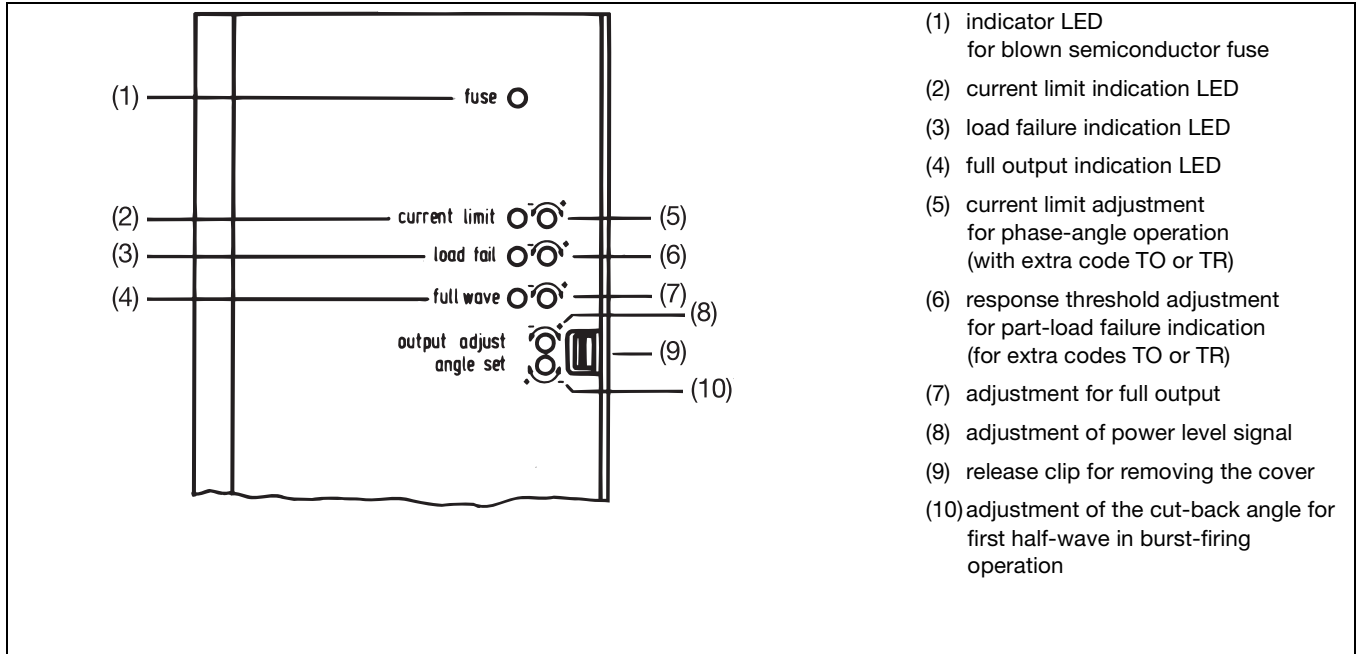 (1) fuse
(2) current limit (5)
(3) load fail (6)
(4) full wave (7)
(8)
output adjust (9)
angle set
(10)
(1) indicator LED
for blown semiconductor fuse
(2) current limit indication LED
(3) load failure indication LED
(4) full output indication LED
(5) current limit adjustment
for phase-angle operation
(with extra code TO or TR)
(6) response threshold adjustment
for part-load failure indication
(for extra codes TO or TR)
(7) adjustment for full output
(8) adjustment of power level signal
(9) release clip for removing the cover
(10) adjustment of the cut-back angle for
first half-wave in burst-firing
operation